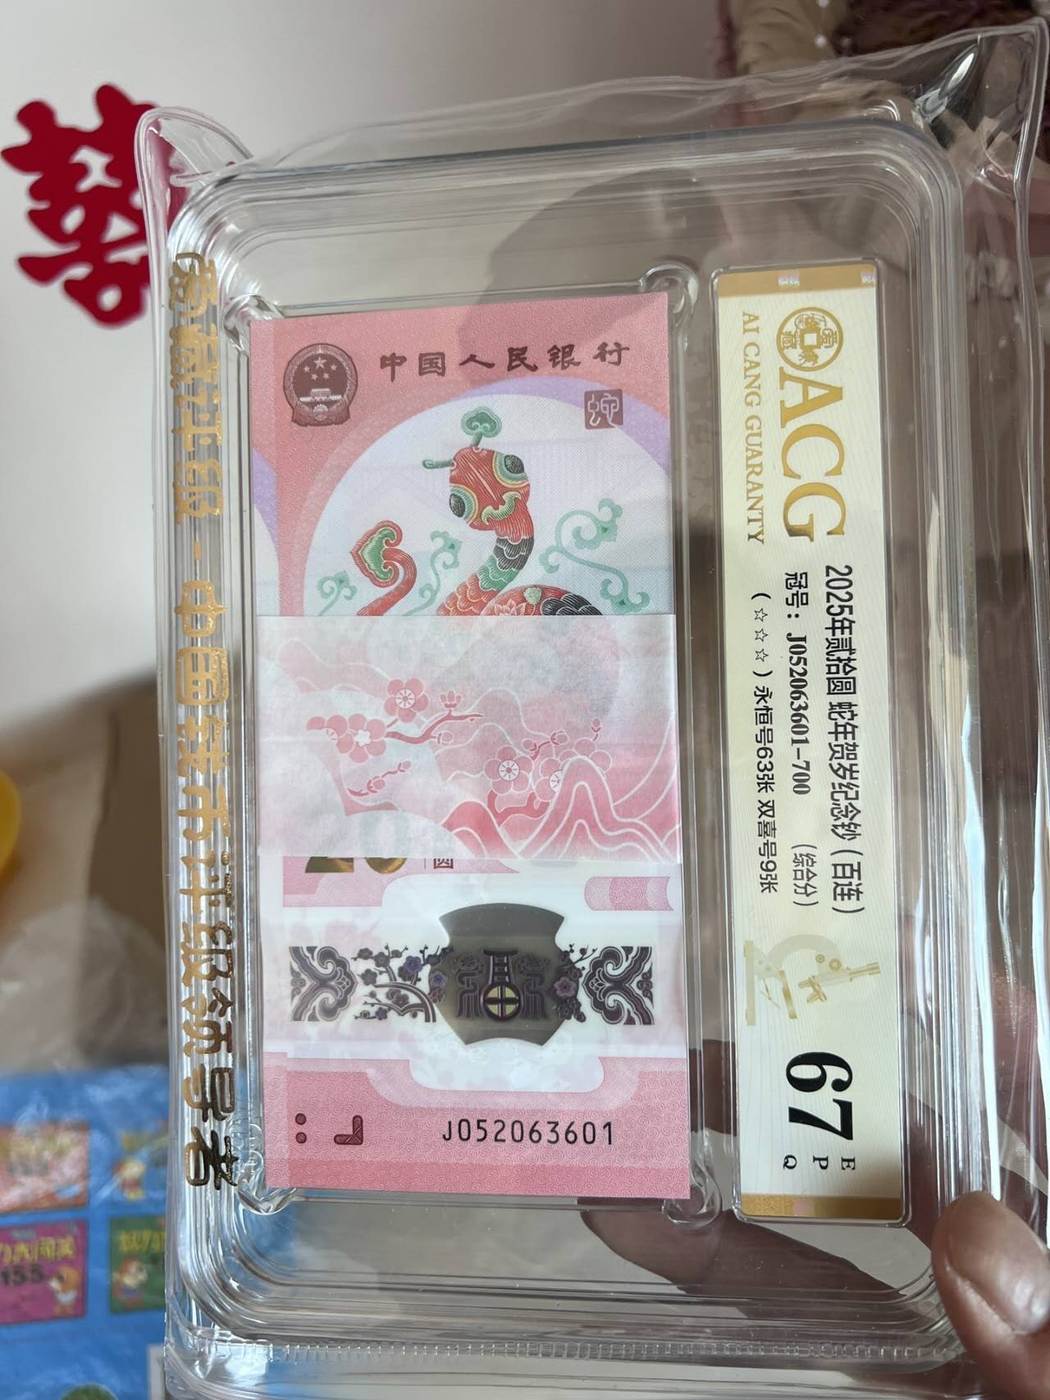 中国人民银行
蛇
圆
J052063601
ACG
AI CANG GUARANTY
2025年贰拾圆 蛇年贺岁纪念钞(百连)
冠号: J052063601-700 (综合分)
(☆☆☆) 永恒号63张 双喜号9张
67
E
P
Q
爱藏评级 - 中国钱币评级领导者
囍
155